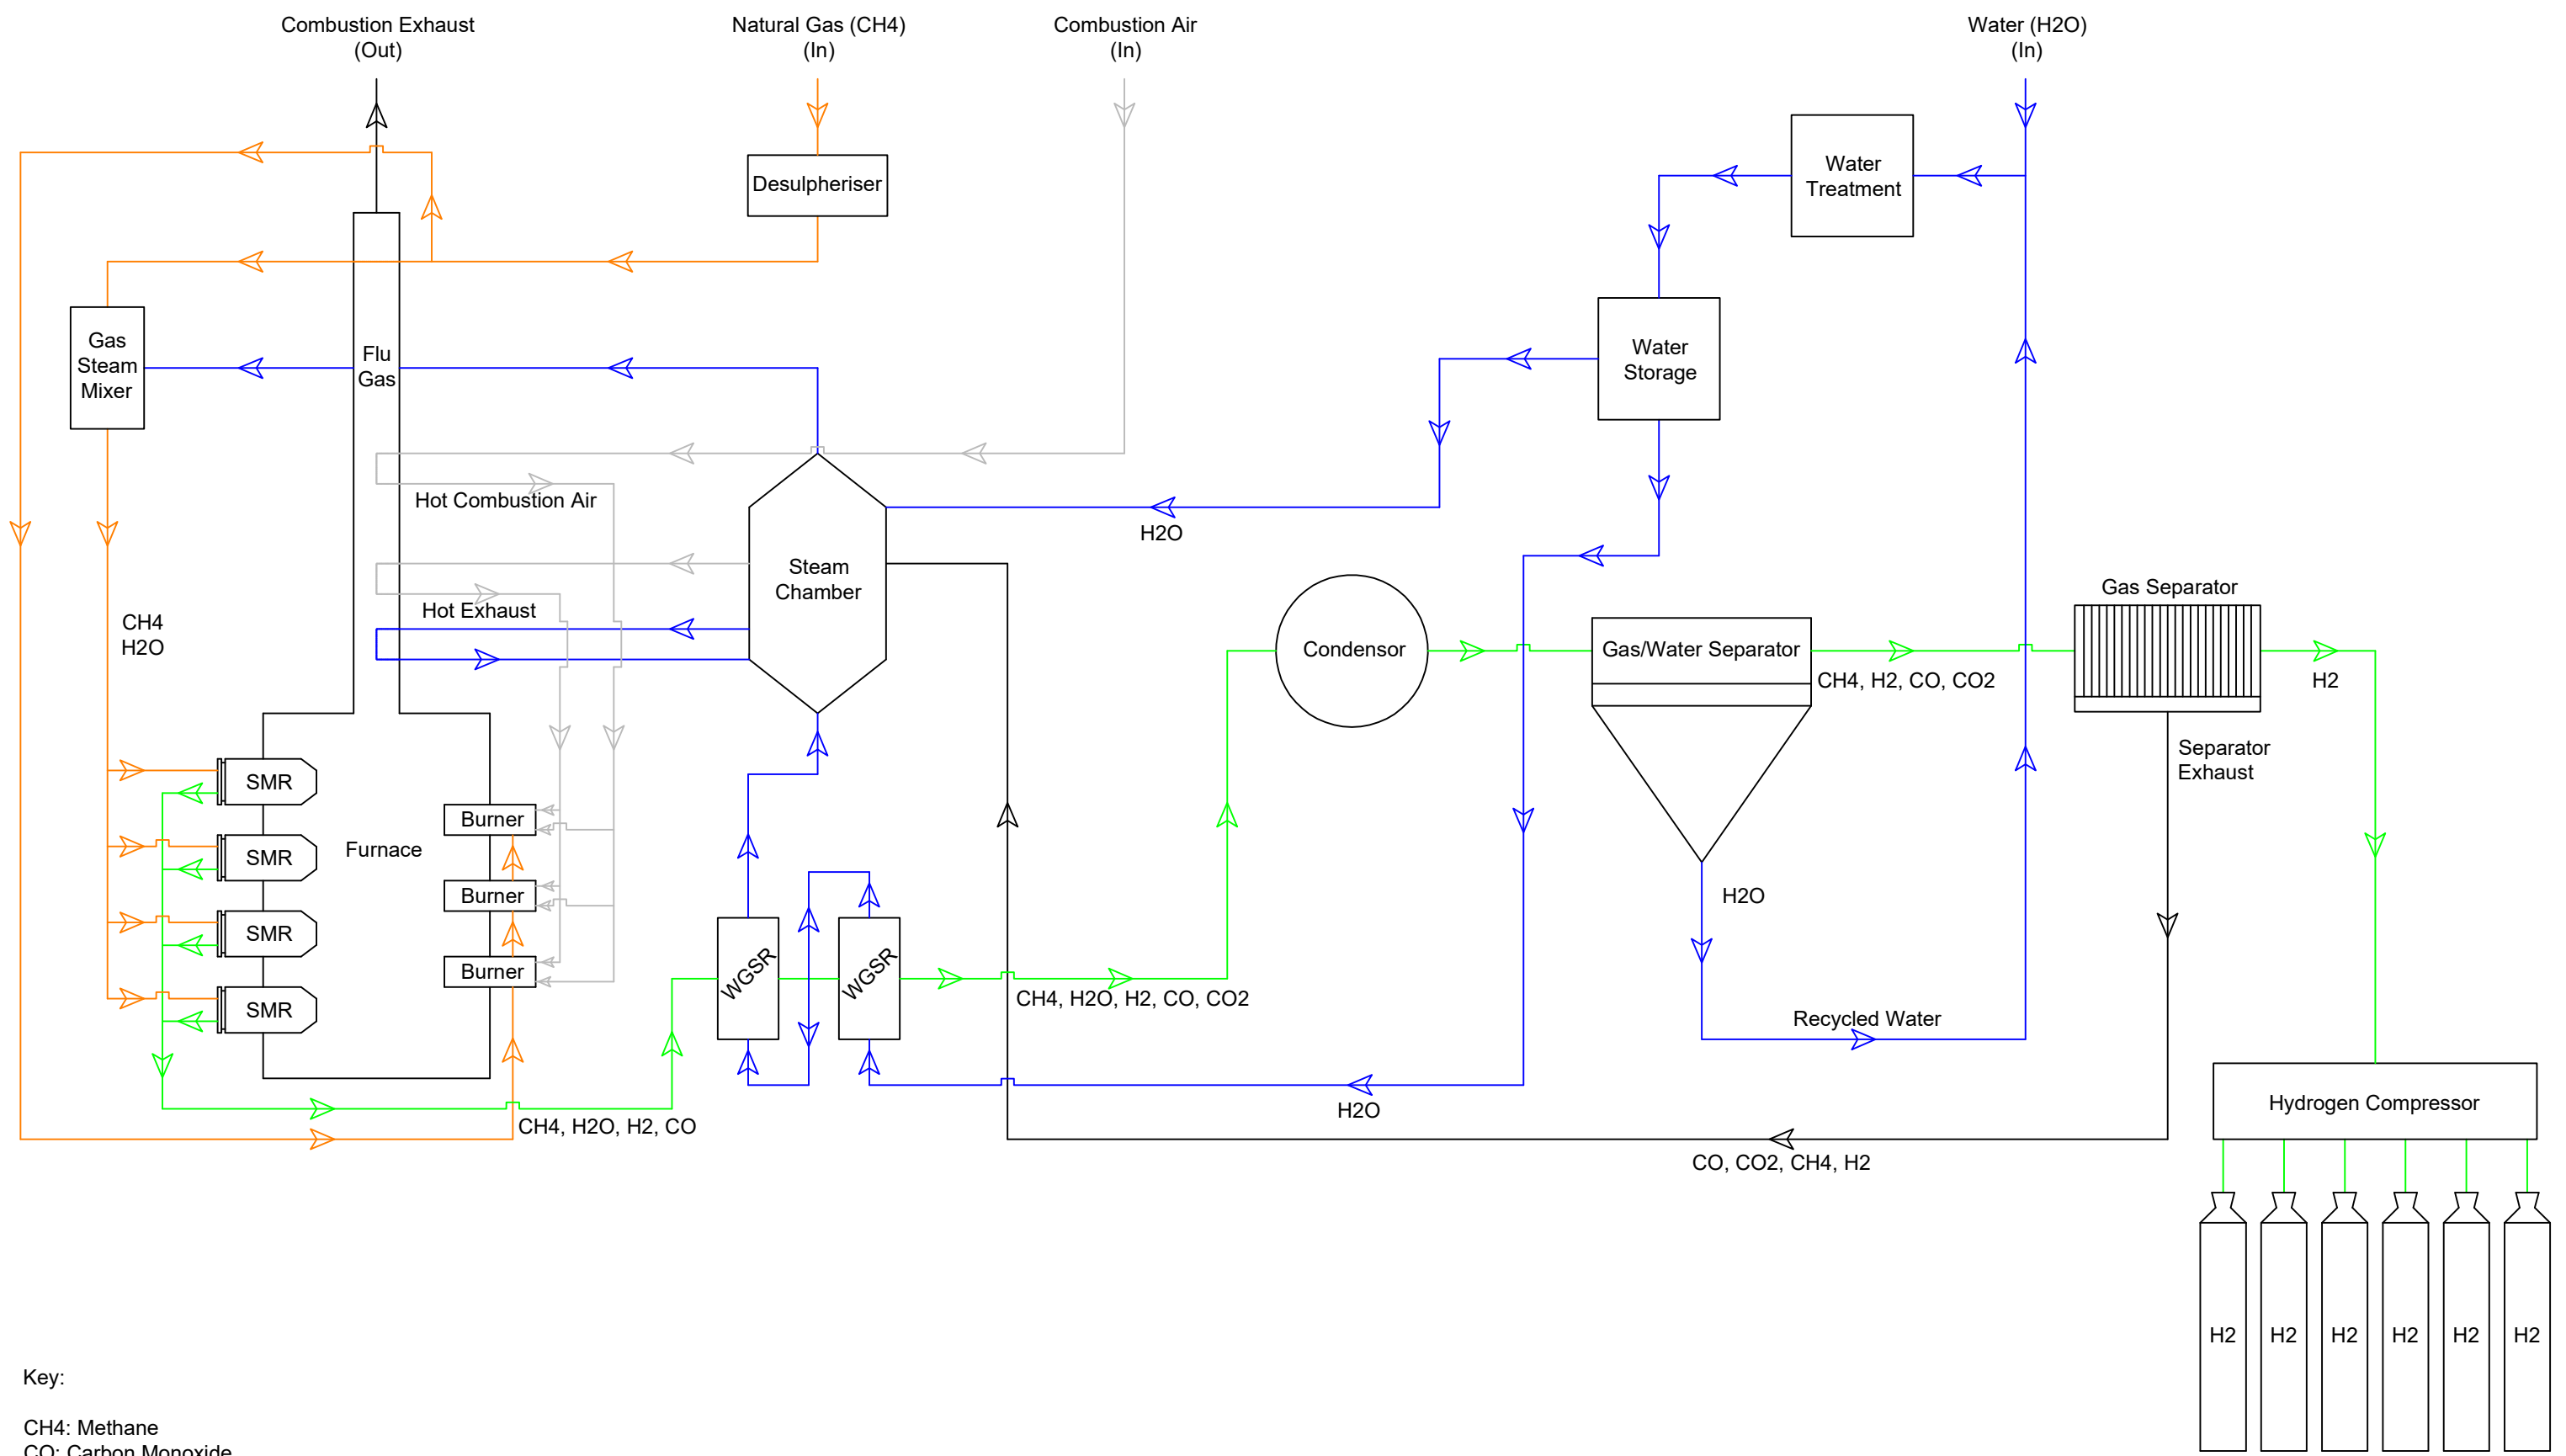 Combustion Exhaust
(Out)
Natural Gas (CH4)
(In)
Combustion Air
(In)
Water (H2O)
(In)
Desulpheriser
Water
Treatment
Gas
Steam
Mixer
Flu
Gas
Water
Storage
Hot Combustion Air
H2O
Steam
Chamber
Hot Exhaust
CH4
H2O
Condensor
Gas/Water Separator
CH4, H2, CO, CO2
Gas Separator
H2
Separator
Exhaust
SMR
SMR
SMR
SMR
Furnace
Burner
Burner
Burner
WGSR
WGSR
H2O
CH4, H2O, H2, CO, CO2
Recycled Water
CH4, H2O, H2, CO
H2O
CO, CO2, CH4, H2
Hydrogen Compressor
H2
H2
H2
H2
H2
H2
Key:
CH4: Methane
CO: Carbon Monoxide